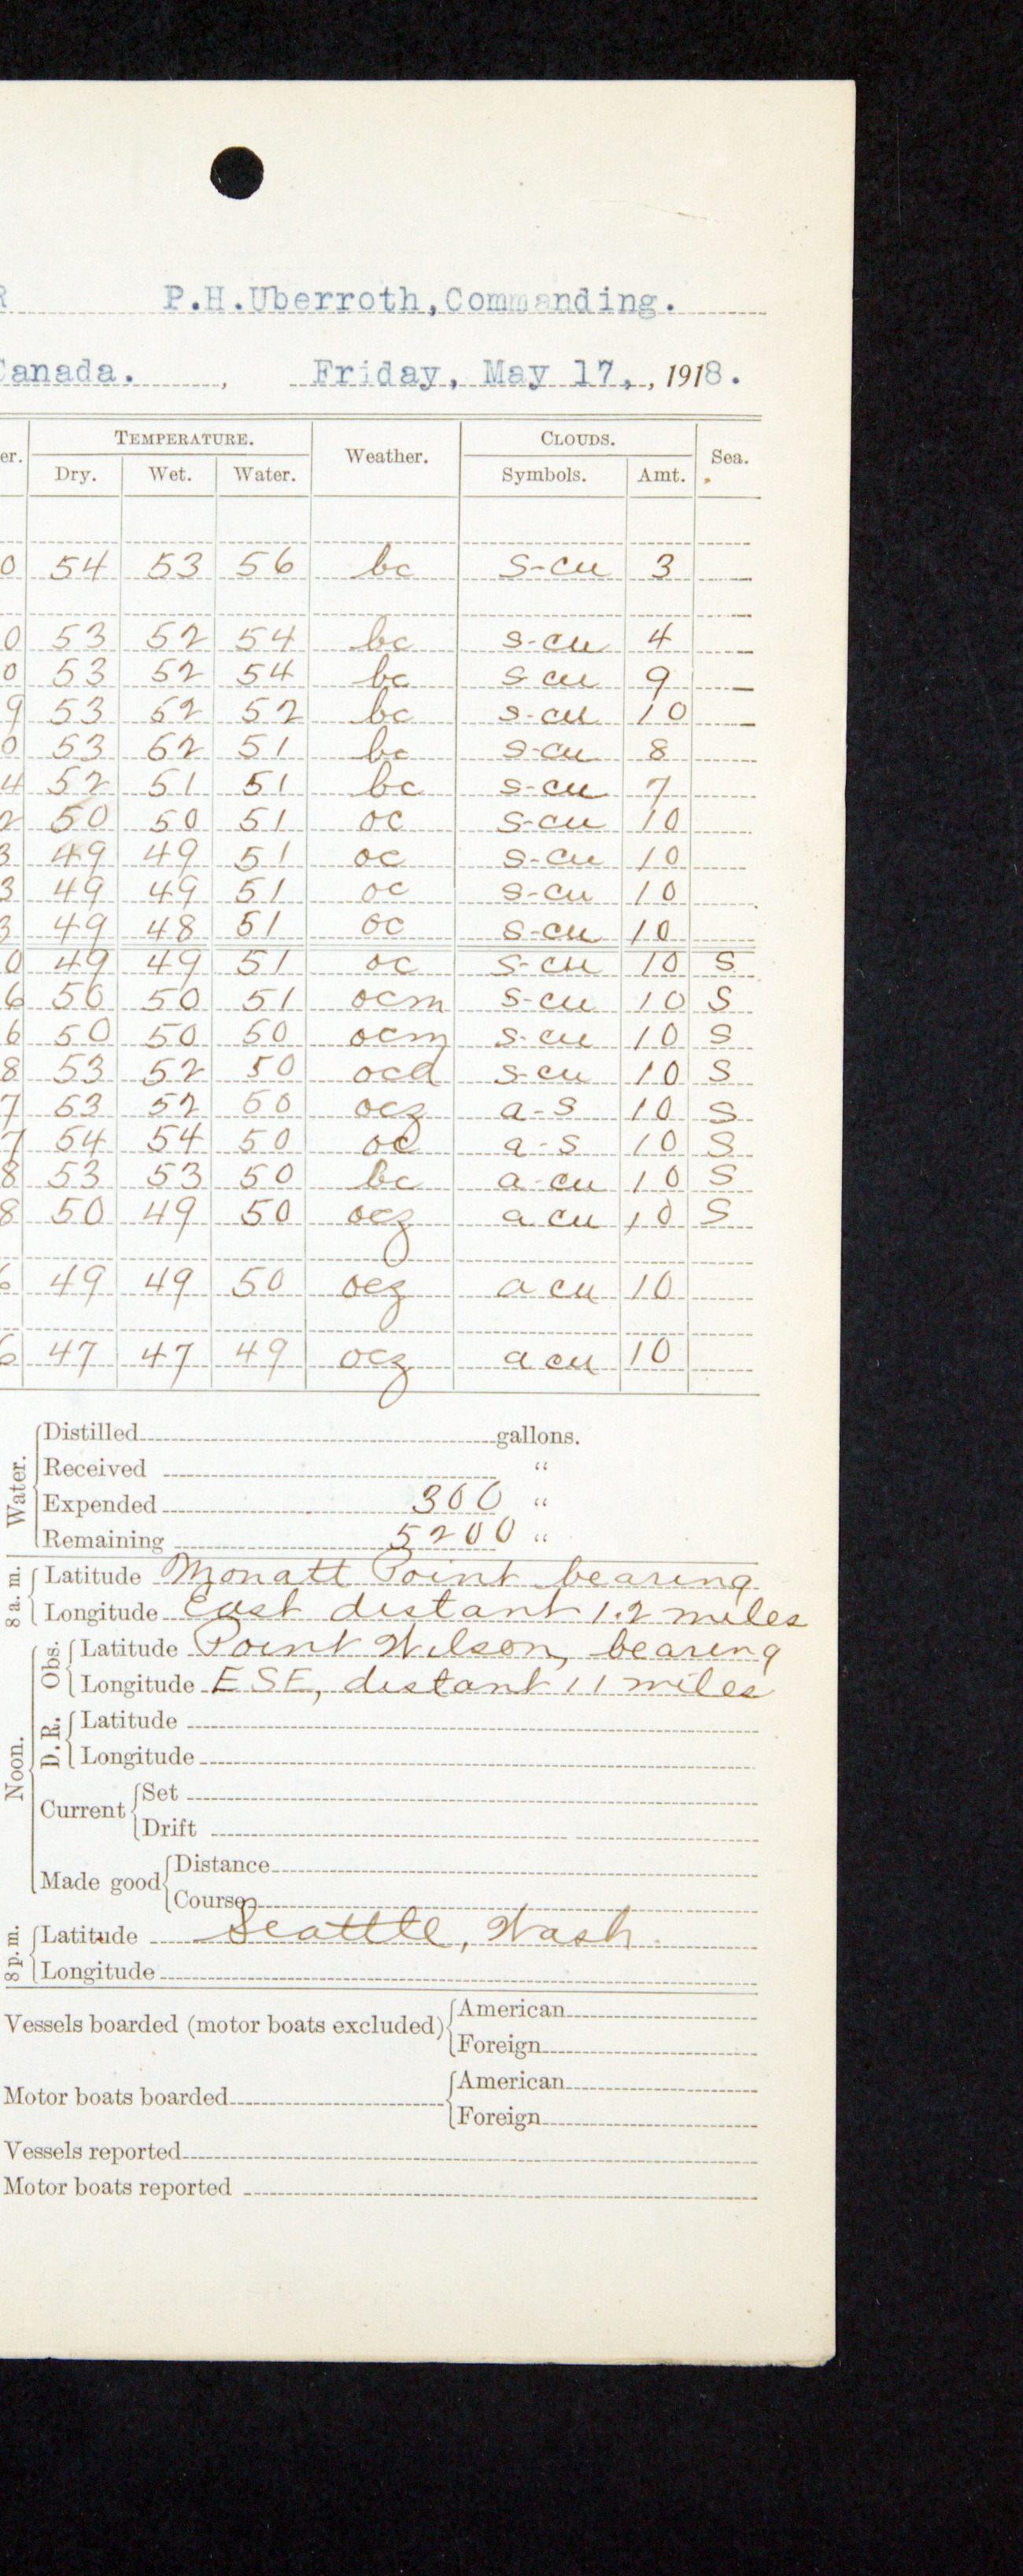 R P.H.Uberroth,Commanding.
Canada. , Friday, May 17, , 1918.
er. TEMPERATURE. Weather. CLOUDS. Sea.
Dry. Wet. Water. Symbols. Amt.
0 54 53 56 bc s-cu 3
0 53 52 54 bc s-cu 4
0 53 52 54 bc s cu 9
9 53 52 52 bc s-cu 10
0 53 52 51 bc s-cu 8
4 52 51 51 bc s-cu 7
2 50 50 51 oc s-cu 10
3 49 49 51 oc s-cu 10
3 49 49 51 oc s-cu 10
3 49 48 51 oc s-cu 10
0 49 49 51 oc s-cu 10 S
6 50 50 51 ocm s-cu 10 S
6 50 50 50 ocm s-cu 10 S
8 53 52 50 ocd s-cu 10 S
7 53 52 50 ocz a-s 10 S
7 54 54 50 oc a-s 10 S
8 53 53 50 bc a-cu 10 S
8 50 49 50 ocz a cu 10 S
6 49 49 50 ocz a cu 10
6 47 47 49 ocz a cu 10
Water. Distilled gallons.
Received "
Expended 300 "
Remaining 5200 "
8 a. m. Latitude Point bearing
Longitude East distant 1.2 miles
Noon. Obs. Latitude Point Wilson, bearing
Longitude ESE, distant 11 miles
D. R. Latitude
Longitude
Current Set
Drift
Made good Distance
Course
8 p. m. Latitude Seattle, Wash.
Longitude
Vessels boarded (motor boats excluded) American
Foreign
Motor boats boarded American
Foreign
Vessels reported
Motor boats reported